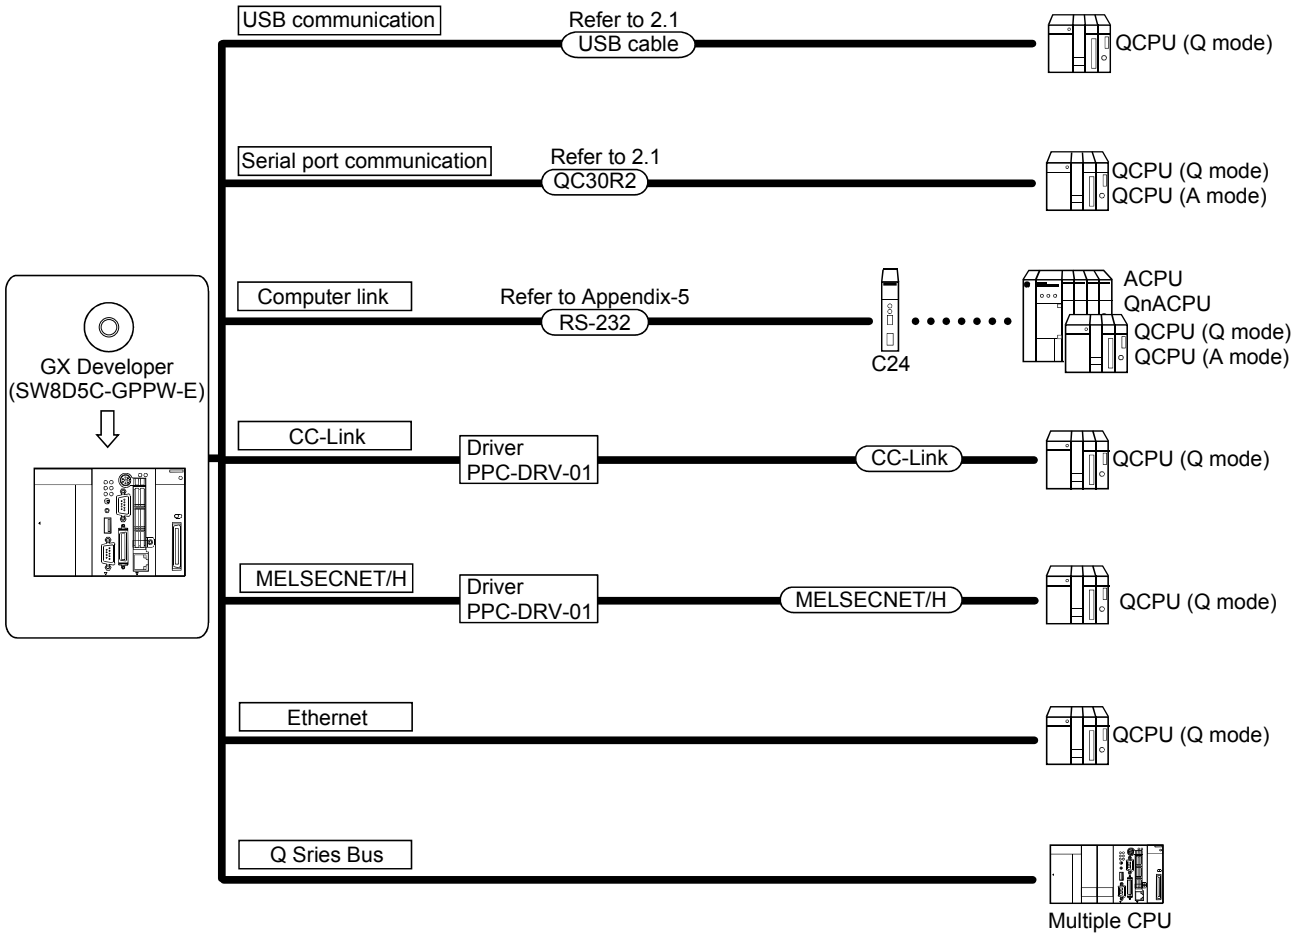 USB communication
Refer to 2.1
USB cable
QCPU (Q mode)
Serial port communication
Refer to 2.1
QC30R2
QCPU (Q mode)
QCPU (A mode)
Computer link
Refer to Appendix-5
RS-232
C24
ACPU
QnACPU
QCPU (Q mode)
QCPU (A mode)
GX Developer
(SW8D5C-GPPW-E)
CC-Link
Driver
PPC-DRV-01
CC-Link
QCPU (Q mode)
MELSECNET/H
Driver
PPC-DRV-01
MELSECNET/H
QCPU (Q mode)
Ethernet
QCPU (Q mode)
Q Sries Bus
Multiple CPU